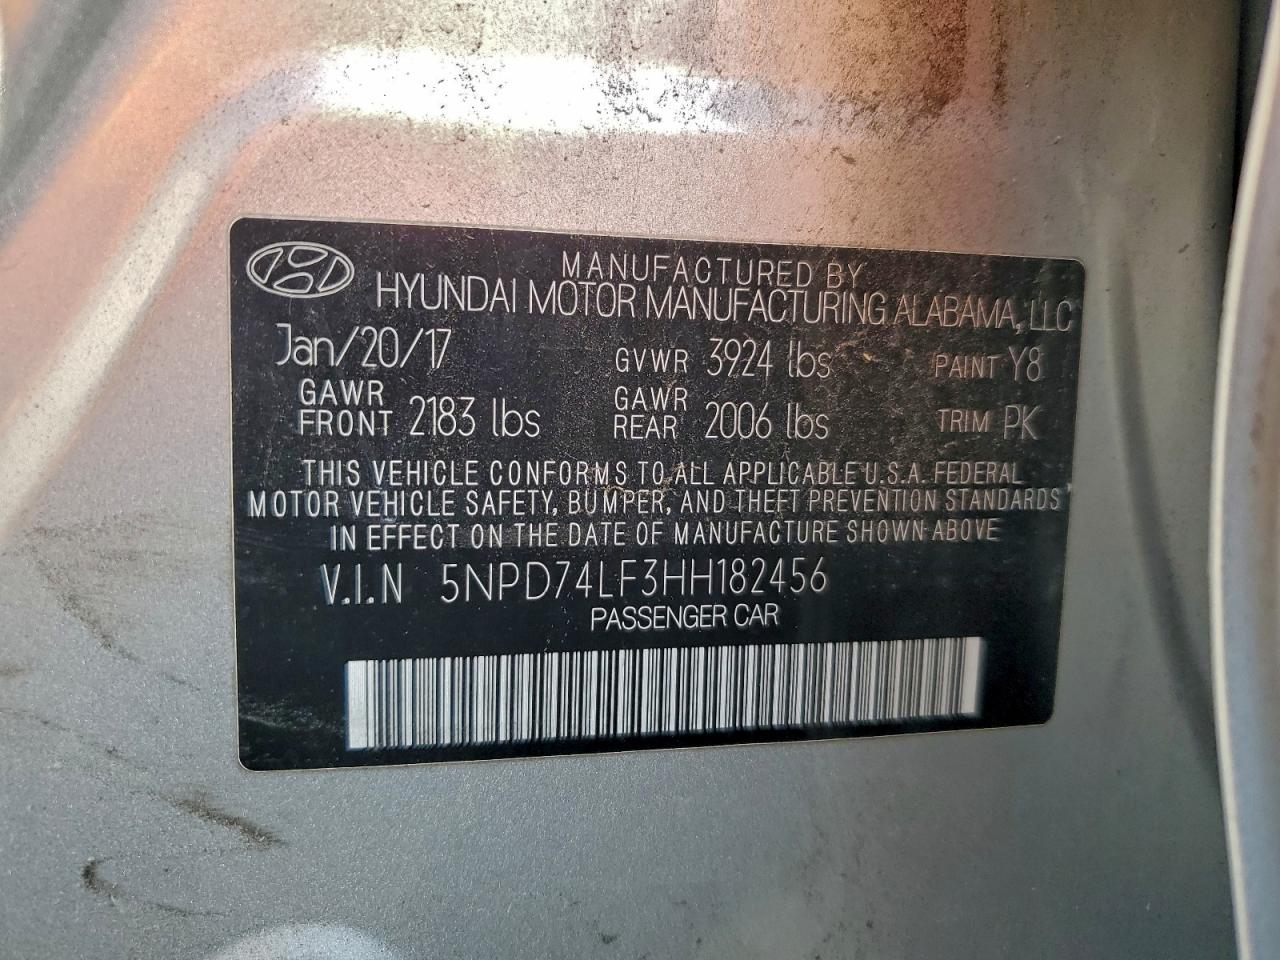 MANUFACTURED BY
HYUNDAI MOTOR MANUFACTURING ALABAMA, LLC
Jan/20/17 GVWR 3924 lbs PAINT Y8
GAWR FRONT 2183 lbs GAWR REAR 2006 lbs TRIM PK
THIS VEHICLE CONFORMS TO ALL APPLICABLE U.S.A. FEDERAL
MOTOR VEHICLE SAFETY, BUMPER, AND THEFT PREVENTION STANDARDS
IN EFFECT ON THE DATE OF MANUFACTURE SHOWN ABOVE
V.I.N 5NPD74LF3HH182456
PASSENGER CAR